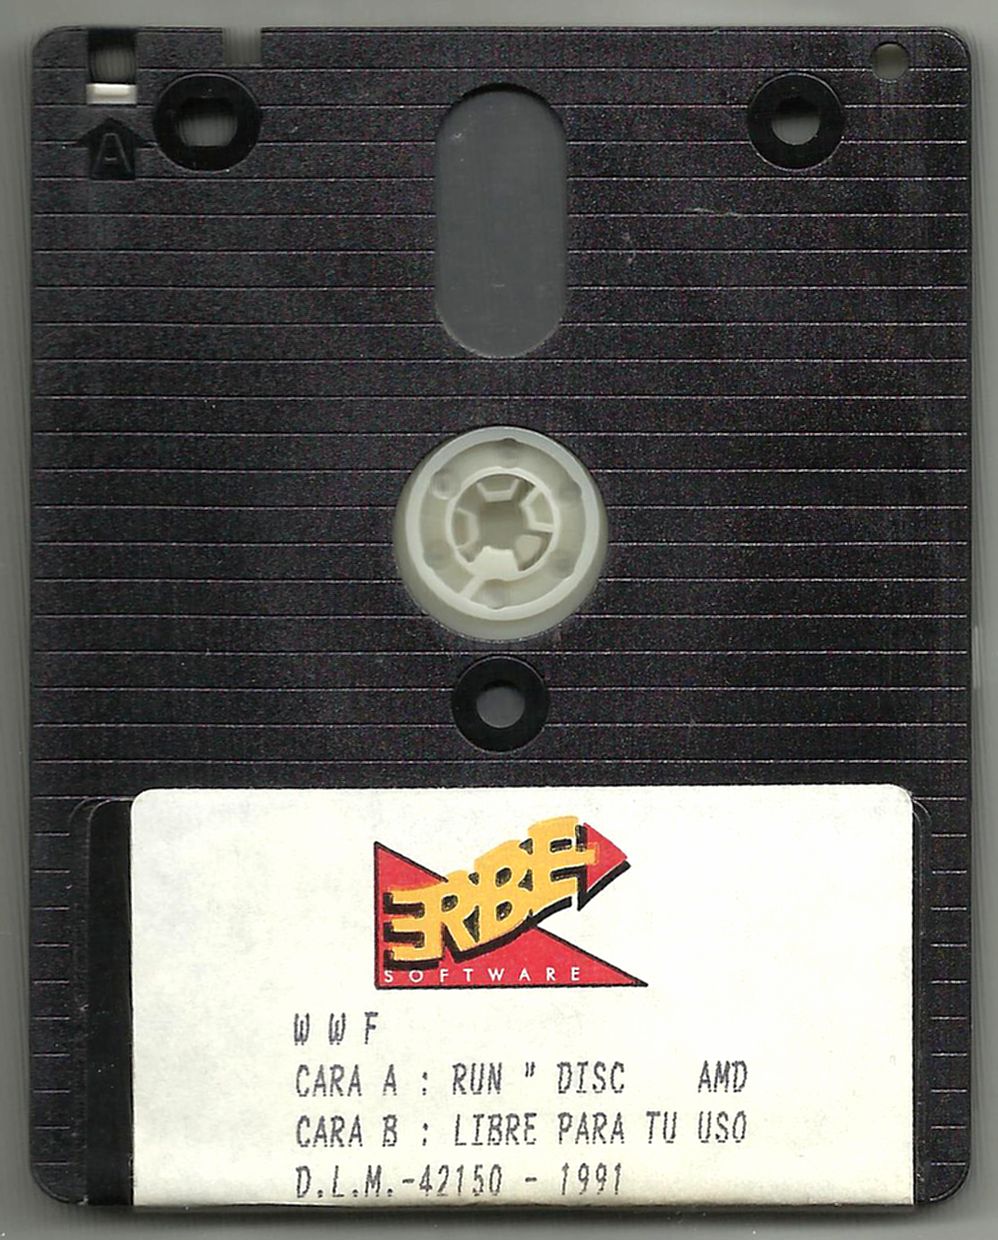 A
ERBE
SOFTWARE
W W F
CARA A : RUN " DISC AMD
CARA B : LIBRE PARA TU USO
D.L.M.-42150 - 1991